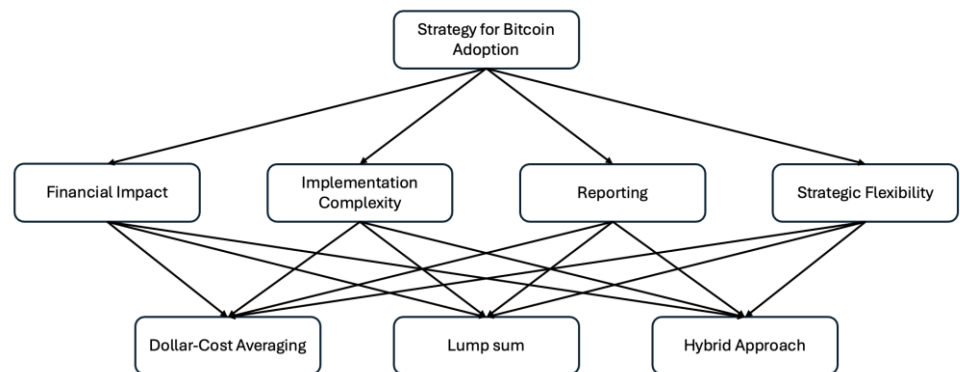 Strategy for Bitcoin
Adoption
Financial Impact
Implementation
Complexity
Reporting
Strategic Flexibility
Dollar-Cost Averaging
Lump sum
Hybrid Approach